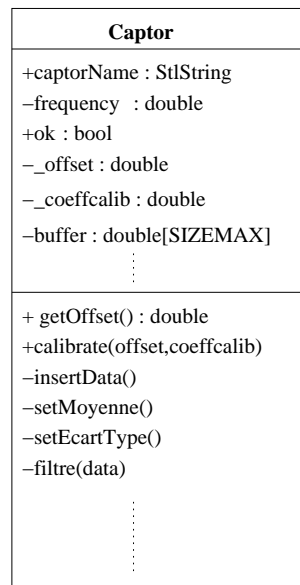 Captor
+captorName : StlString
−frequency : double
+ok : bool
−_offset : double
−_coeffcalib : double
−buffer : double[SIZEMAX]
+ getOffset() : double
+calibrate(offset,coeffcalib)
−insertData()
−setMoyenne()
−setEcartType()
−filtre(data)